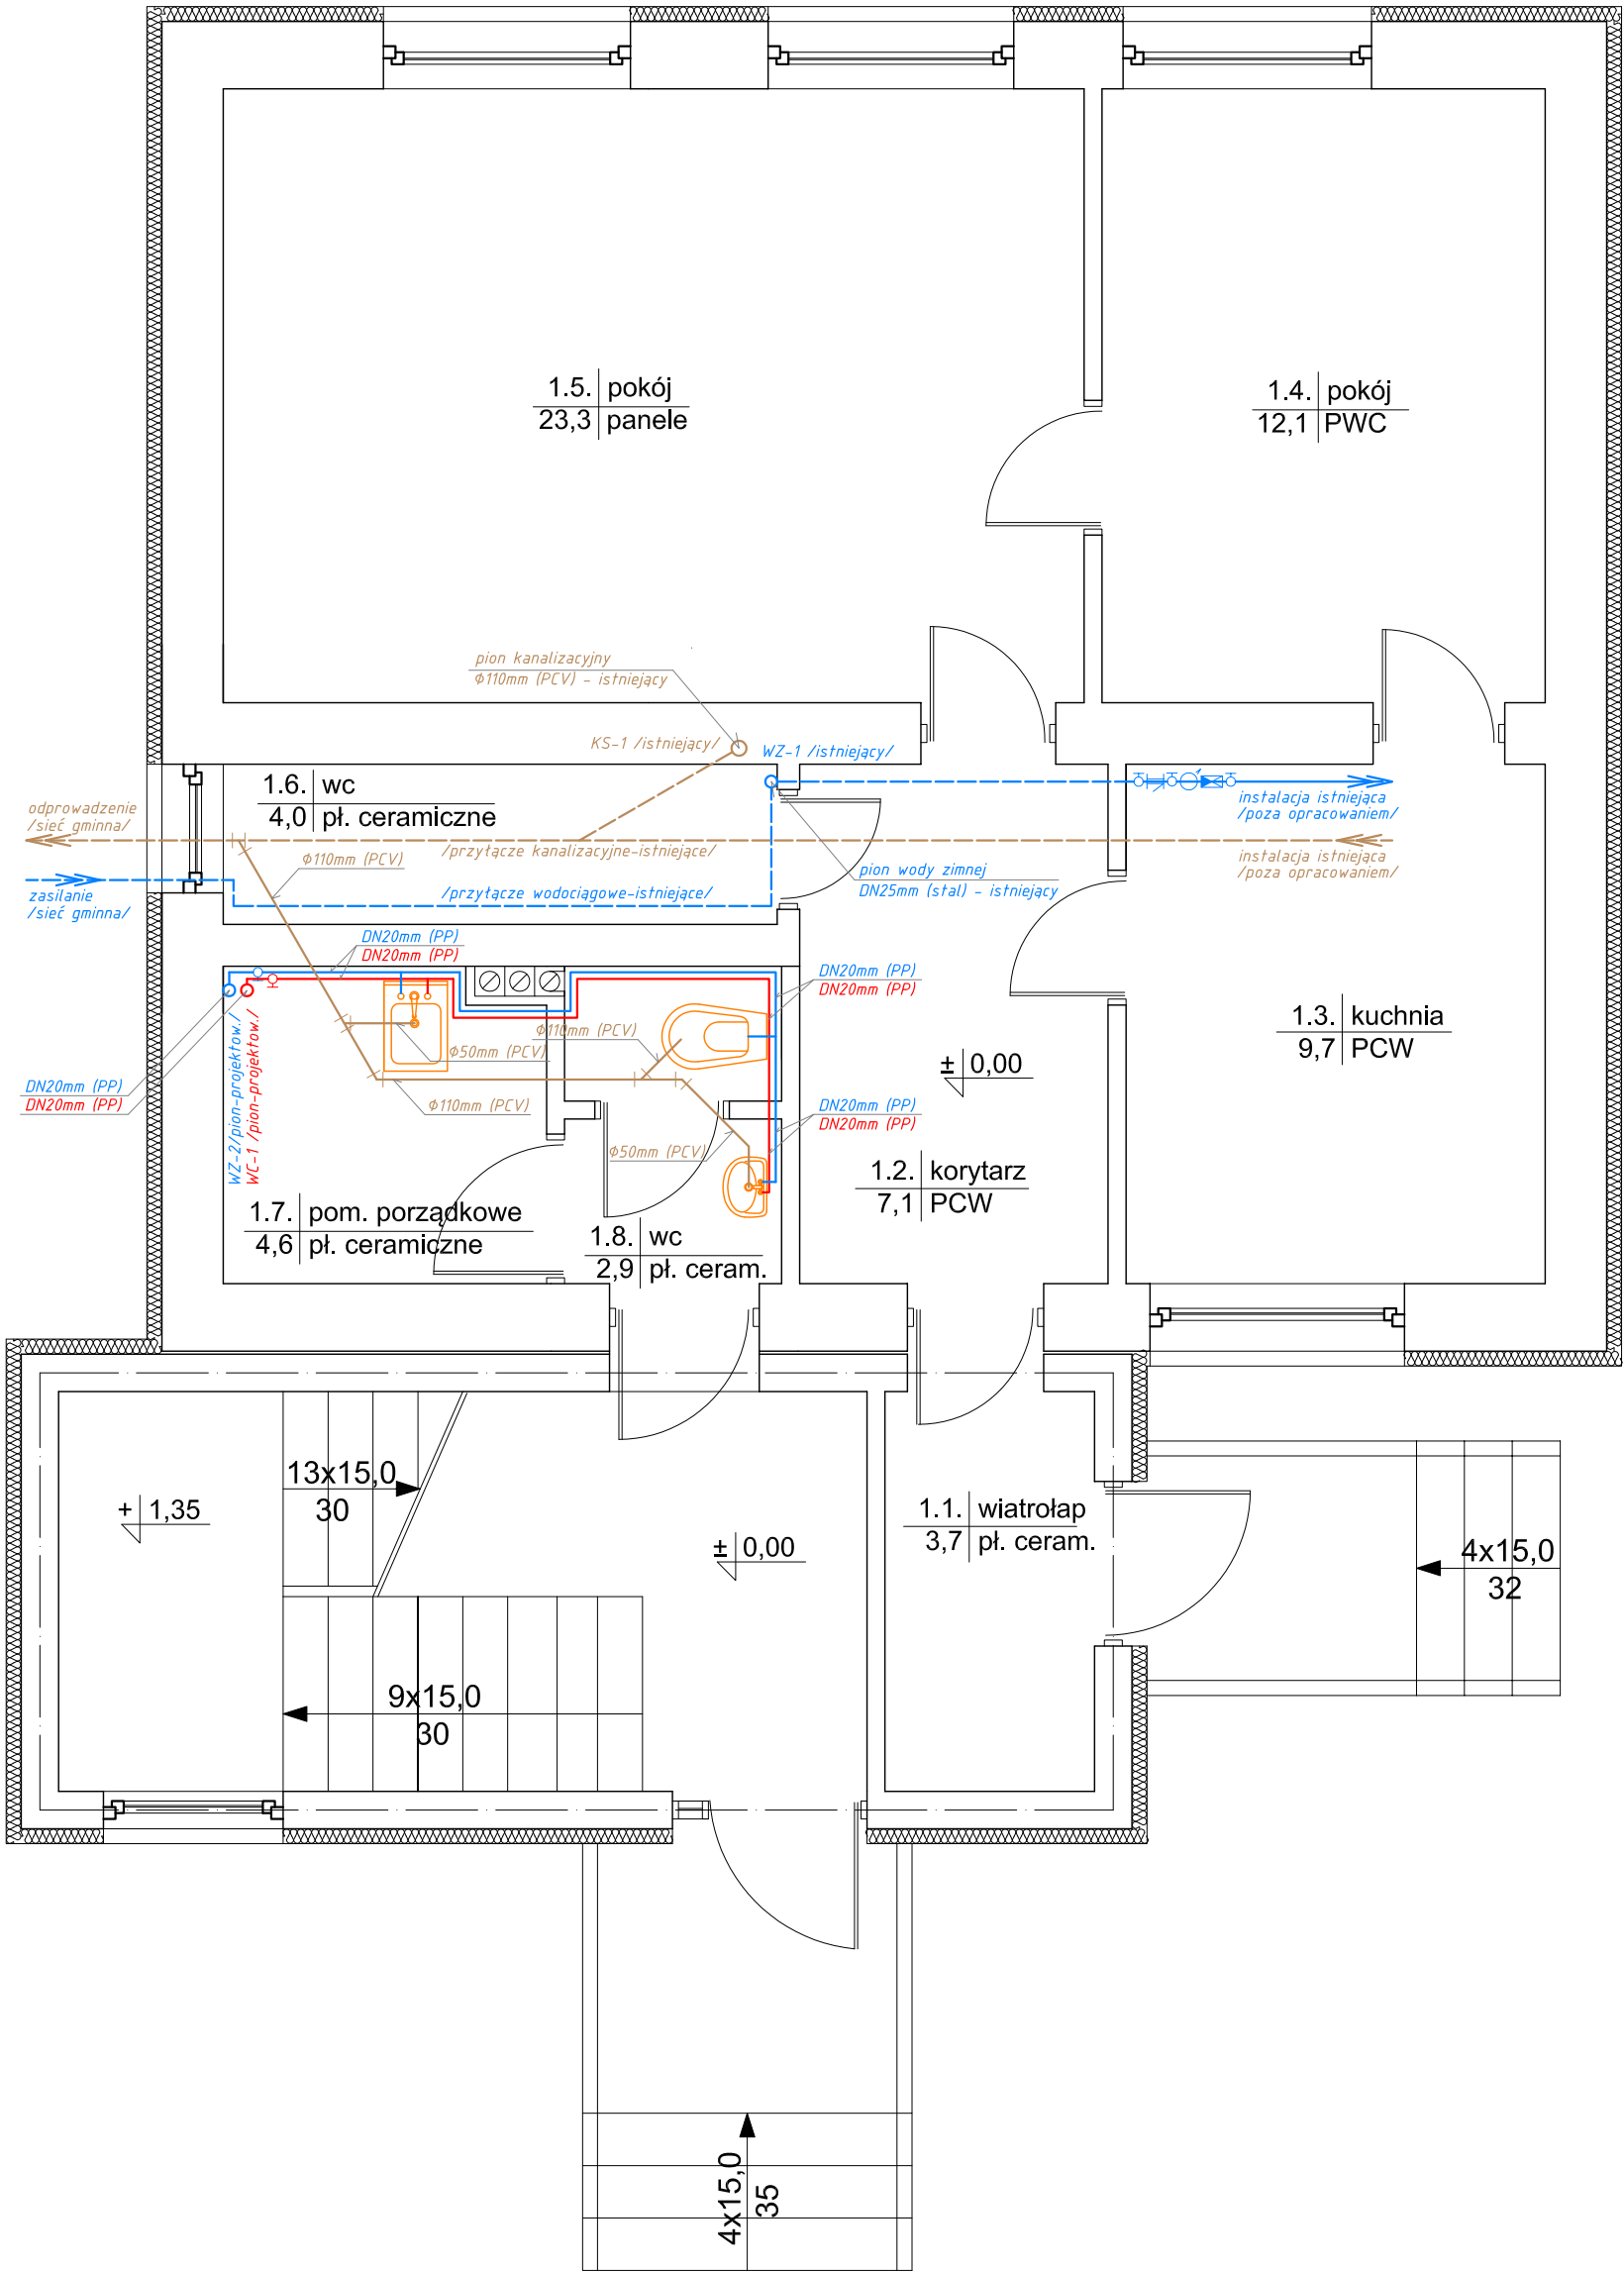 1.5. pokój
23,3 panele
1.4. pokój
12,1 PWC
pion kanalizacyjny
Φ110mm (PCV) - istniejący
KS-1 /istniejący/
WZ-1 /istniejący/
1.6. wc
4,0 pł. ceramiczne
odprowadzenie
/sieć gminna/
instalacja istniejąca
/poza opracowaniem/
/przyłącze kanalizacyjne-istniejące/
instalacja istniejąca
/poza opracowaniem/
Φ110mm (PCV)
pion wody zimnej
DN25mm (stal) - istniejący
zasilanie
/sieć gminna/
/przyłącze wodociągowe-istniejące/
DN20mm (PP)
DN20mm (PP)
DN20mm (PP)
DN20mm (PP)
1.3. kuchnia
9,7 PCW
Φ110mm (PCV)
Φ50mm (PCV)
± 0,00
DN20mm (PP)
DN20mm (PP)
WZ-2/pion-projektow./
WC-1 /pion-projektow./
Φ110mm (PCV)
DN20mm (PP)
DN20mm (PP)
Φ50mm (PCV)
1.2. korytarz
7,1 PCW
1.7. pom. porządkowe
4,6 pł. ceramiczne
1.8. wc
2,9 pł. ceram.
13x15,0
30
+ 1,35
1.1. wiatrołap
3,7 pł. ceram.
± 0,00
4x15,0
32
9x15,0
30
4x15,0
35